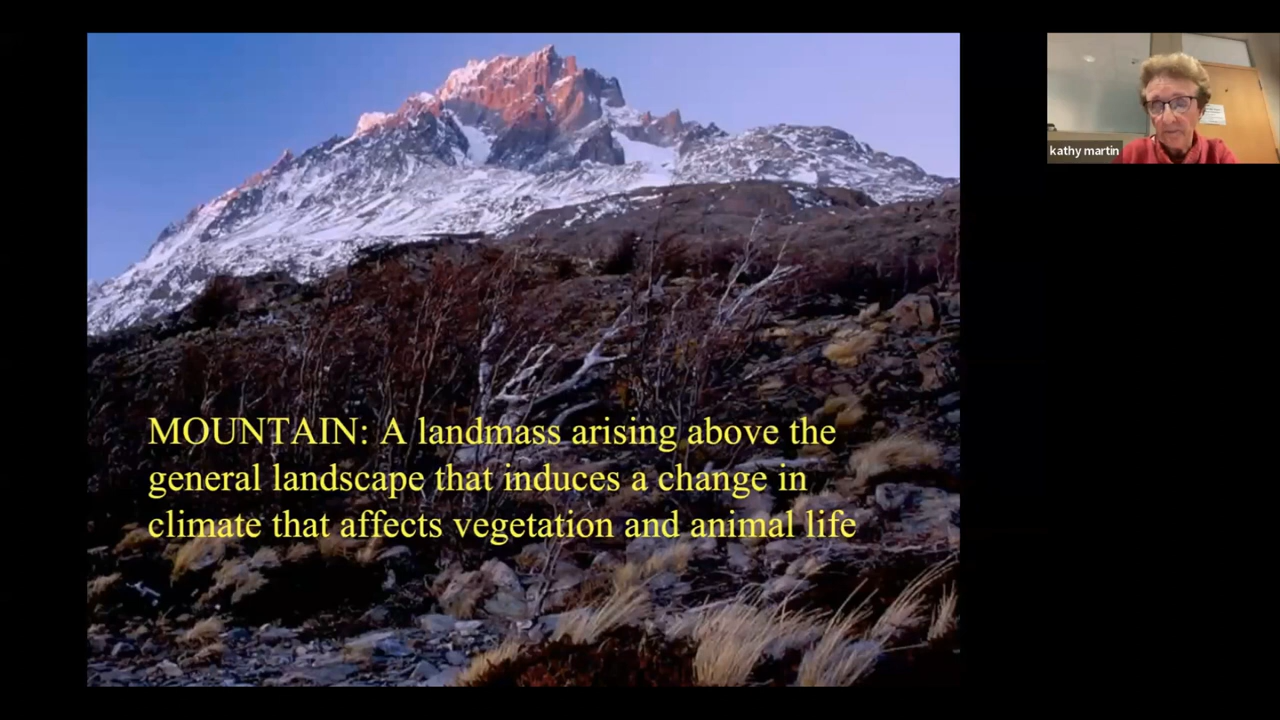 kathy martin
MOUNTAIN: A landmass arising above the
general landscape that induces a change in
climate that affects vegetation and animal life